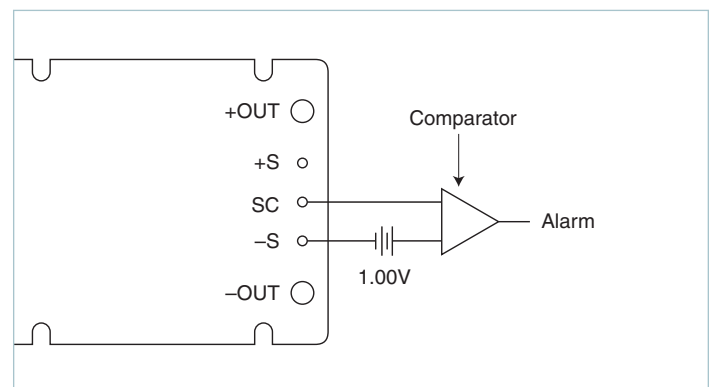 +OUT
Comparator
+S
SC
Alarm
–S
1.00V
–OUT